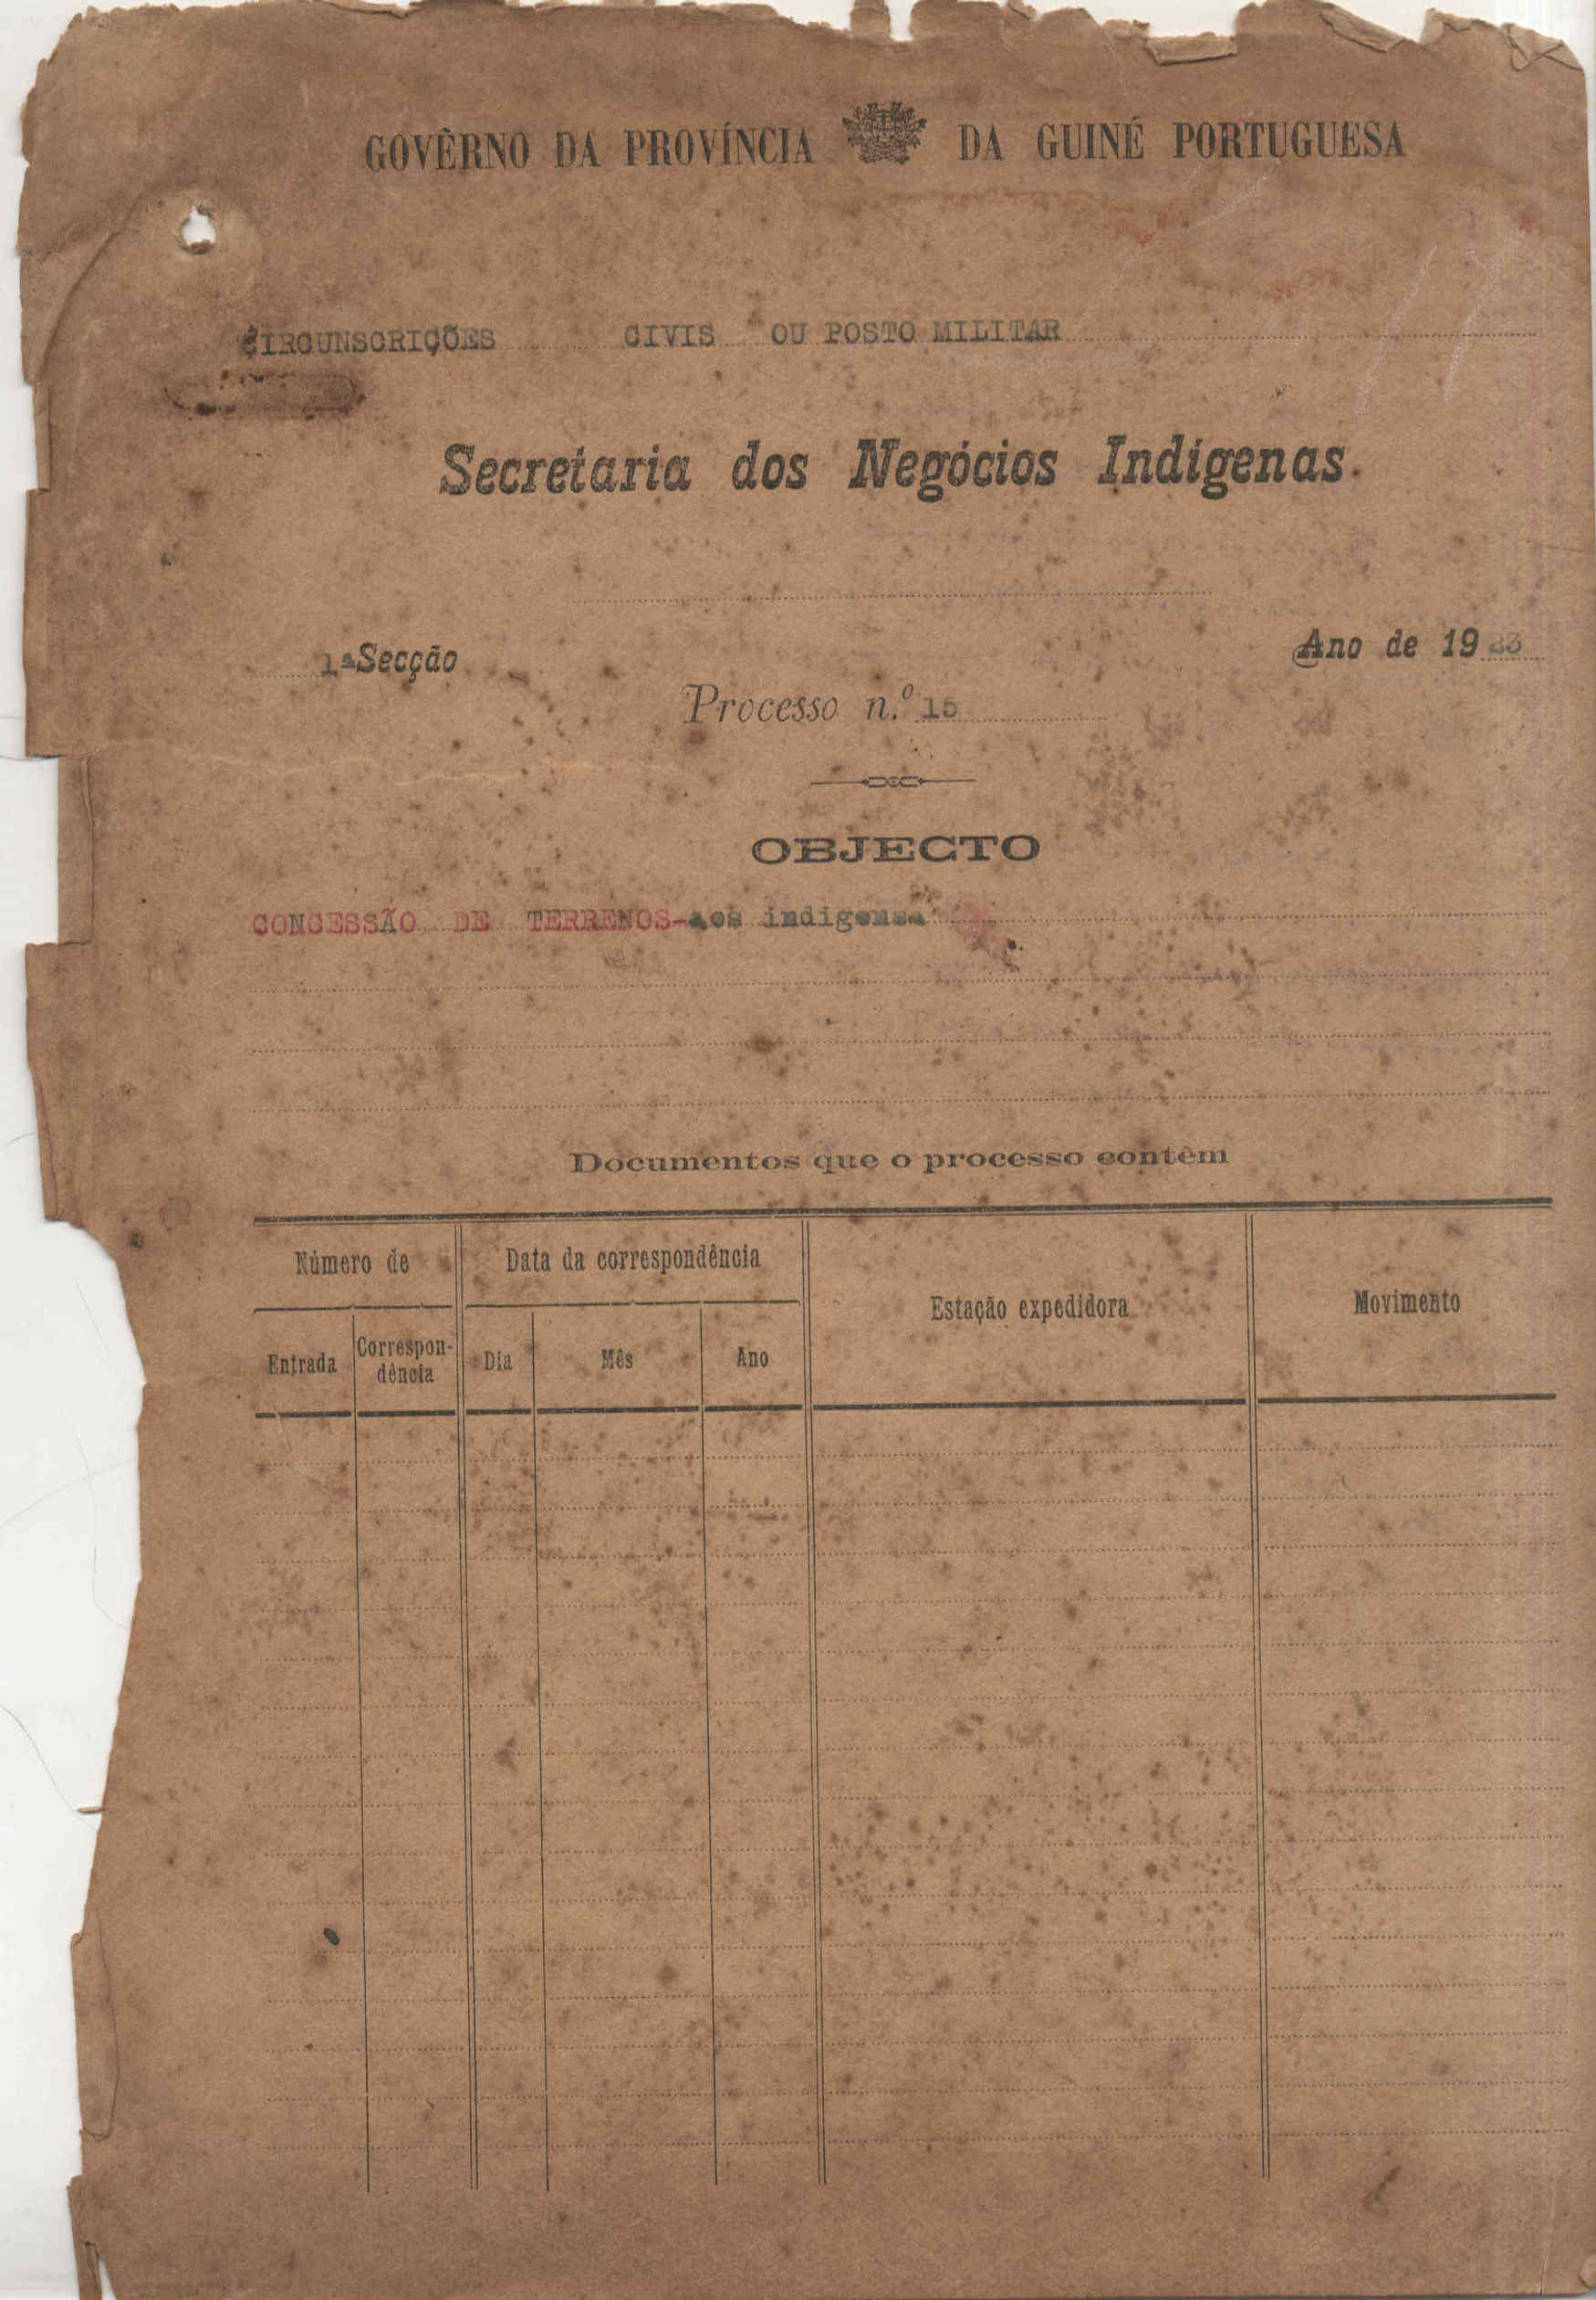 GOVÊRNO DA PROVÍNCIA DA GUINÉ PORTUGUESA
CIRCUNSCRIÇÕES CIVIS OU POSTO MILITAR
Secretaria dos Negócios Indígenas.
1ª Secção
Ano de 1923
Processo n.º 15
OBJECTO
CONCESSÃO DE TERRENOS-aos indigenas
Documentos que o processo contêm
Número de
Data da correspondência
Estação expedidora
Movimento
Entrada
Correspon-
dência
Dia
Mês
Ano